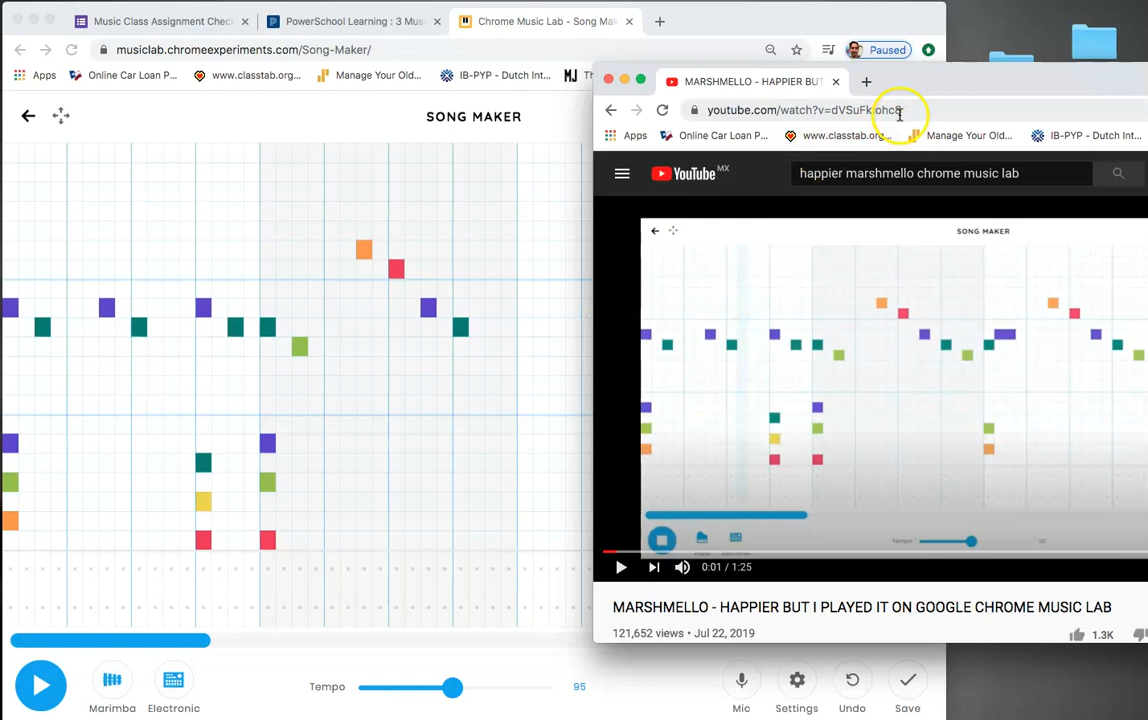 Music Class Assignment Chec
PowerSchool Learning : 3 Mus
Chrome Music Lab - Song Mak
musiclab.chromeexperiments.com/Song-Maker/
Paused
Apps
Online Car Loan P...
www.classtab.org...
Manage Your Old...
IB-PYP - Dutch Int...
MJ
SONG MAKER
MARSHMELLO - HAPPIER BUT
youtube.com/watch?v=
Apps
Online Car Loan P...
www.classtab.org...
Manage Your Old...
IB-PYP - Dutch Int...
YouTube MX
happier marshmello chrome music lab
SONG MAKER
Tempo
0:01 / 1:25
MARSHMELLO - HAPPIER BUT I PLAYED IT ON GOOGLE CHROME MUSIC LAB
121,652 views • Jul 22, 2019
1.3K
Marimba
Electronic
Tempo
95
Mic
Settings
Undo
Save